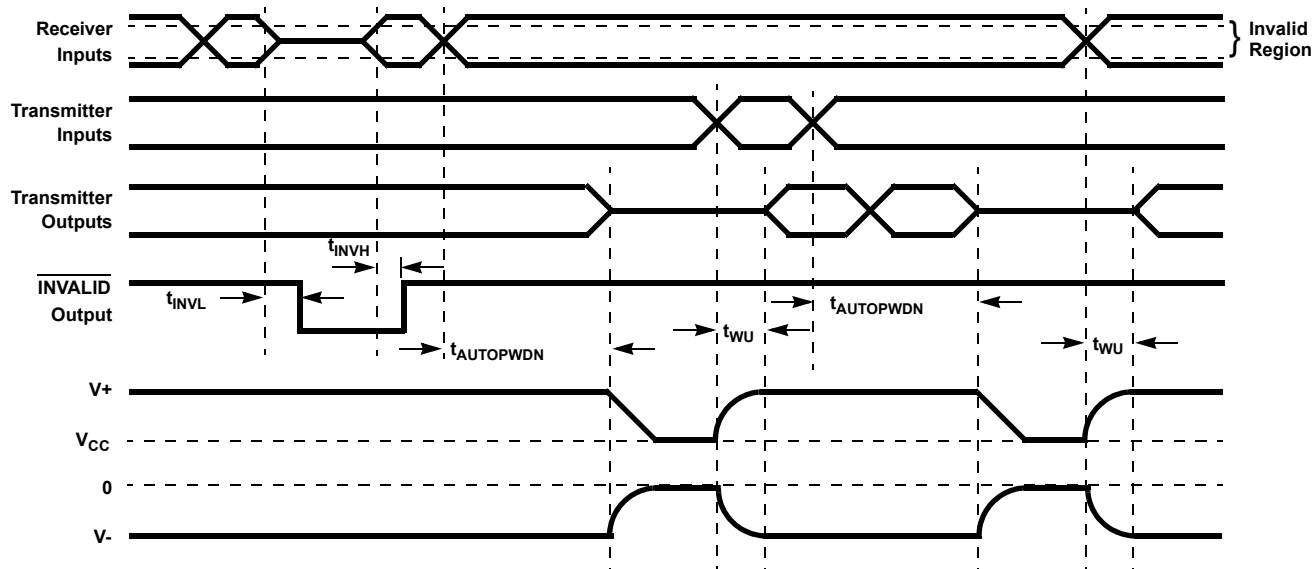 Receiver
Inputs
} Invalid
Region
Transmitter
Inputs
Transmitter
Outputs
tINVH
INVALID
Output
tINVL
tAUTOPWDN
tWU
tAUTOPWDN
tWU
V+
VCC
0
V-